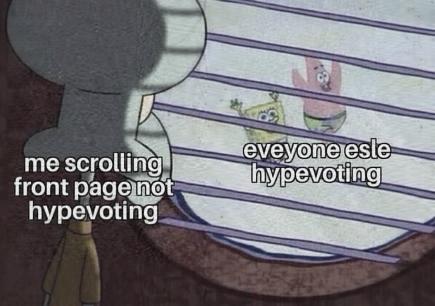 me scrolling
front page not
hypevoting
eveyone esle
hypevoting